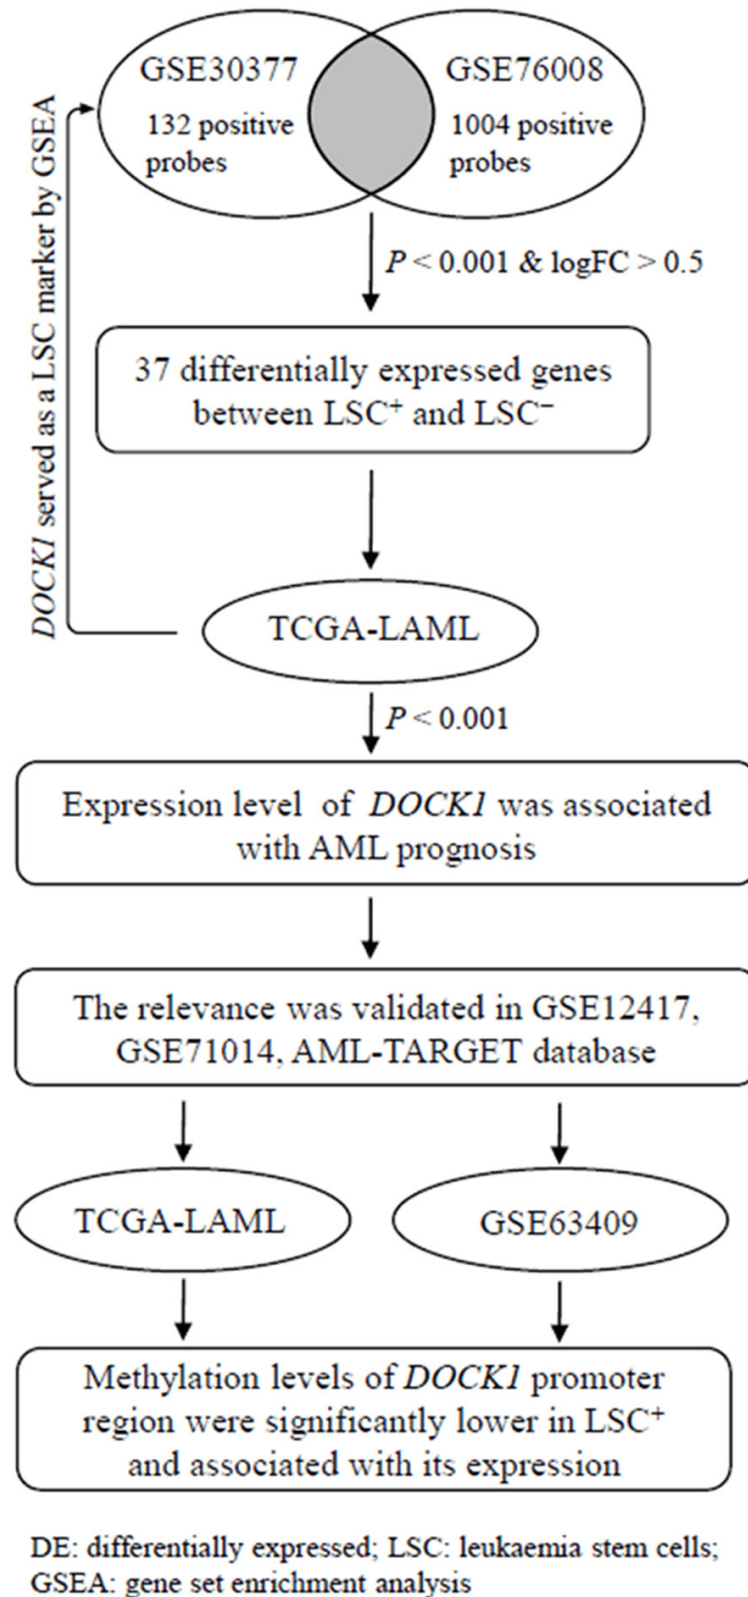 GSE30377
132 positive
probes
GSE76008
1004 positive
probes
DOCK1 served as a LSC marker by GSEA
P < 0.001 & logFC > 0.5
37 differentially expressed genes
between LSC⁺ and LSC⁻
TCGA-LAML
P < 0.001
Expression level of DOCK1 was associated
with AML prognosis
The relevance was validated in GSE12417,
GSE71014, AML-TARGET database
TCGA-LAML
GSE63409
Methylation levels of DOCK1 promoter
region were significantly lower in LSC⁺
and associated with its expression
DE: differentially expressed; LSC: leukaemia stem cells;
GSEA: gene set enrichment analysis